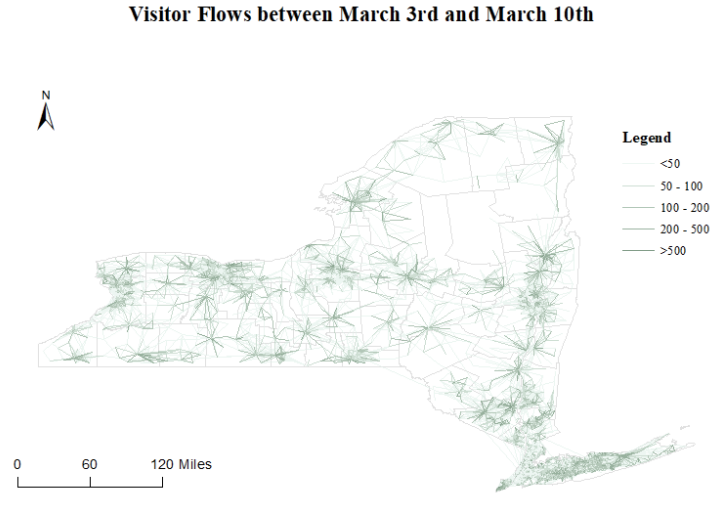 Visitor Flows between March 3rd and March 10th
N
Legend
<50
50 - 100
100 - 200
200 - 500
>500
0 60 120 Miles